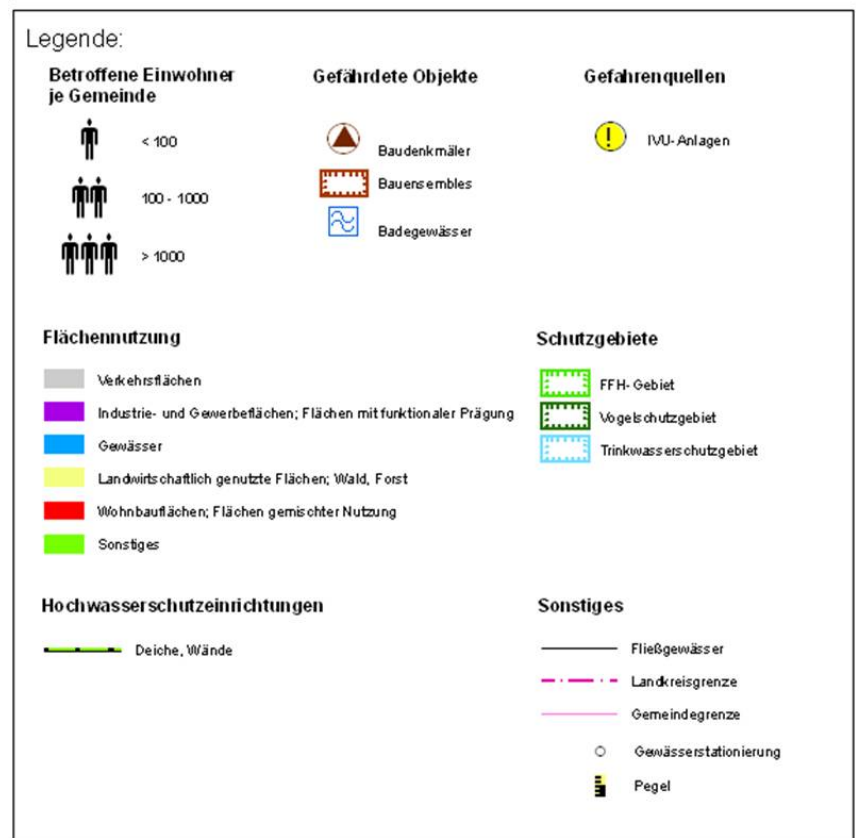 Legende:
Betroffene Einwohner
je Gemeinde
< 100
100 - 1000
> 1000
Gefährdete Objekte
Baudenkmäler
Bauensembles
Badegewässer
Gefahrenquellen
IVU-Anlagen
Flächennutzung
Verkehrsflächen
Industrie- und Gewerbeflächen; Flächen mit funktionaler Prägung
Gewässer
Landwirtschaftlich genutzte Flächen; Wald, Forst
Wohnbauflächen; Flächen gemischter Nutzung
Sonstiges
Schutzgebiete
FFH-Gebiet
Vogelschutzgebiet
Trinkwasserschutzgebiet
Hochwasserschutzeinrichtungen
Deiche, Wände
Sonstiges
Fließgewässer
Landkreisgrenze
Gemeindegrenze
Gewässerstationierung
Pegel